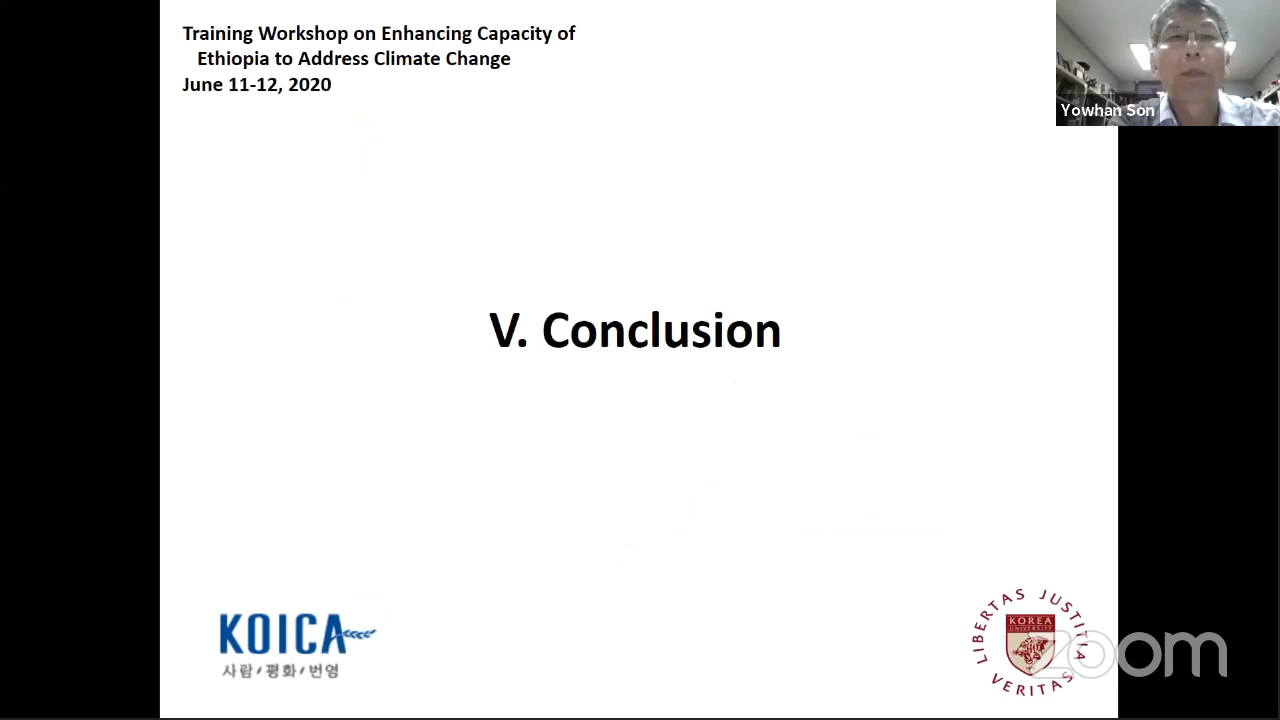 Training Workshop on Enhancing Capacity of
Ethiopia to Address Climate Change
June 11-12, 2020
Yowhan Son
V. Conclusion
KOICA
사람/평화/번영
LIBERTAS JUSTITIA
KOREA
UNIVERSITY
VERITAS
zoom